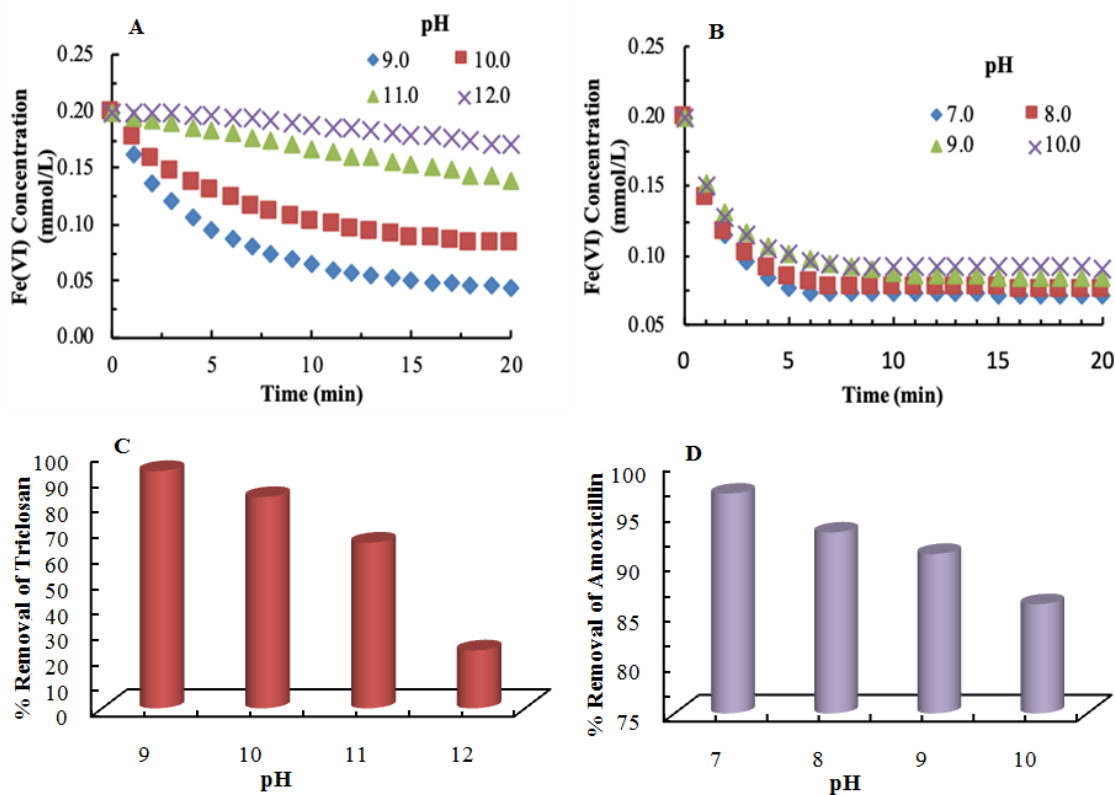 A
pH
9.0
10.0
11.0
12.0
0.25
0.20
0.15
0.10
0.05
0.00
Fe(VI) Concentration
(mmol/L)
0 5 10 15 20
Time (min)
B
pH
7.0
8.0
9.0
10.0
0.25
0.20
0.15
0.10
0.05
Fe(VI) Concentration
(mmol/L)
0 5 10 15 20
Time (min)
C
100
90
80
70
60
50
40
30
20
10
0
% Removal of Triclosan
9 10 11 12
pH
D
100
95
90
85
80
75
% Removal of Amoxicillin
7 8 9 10
pH